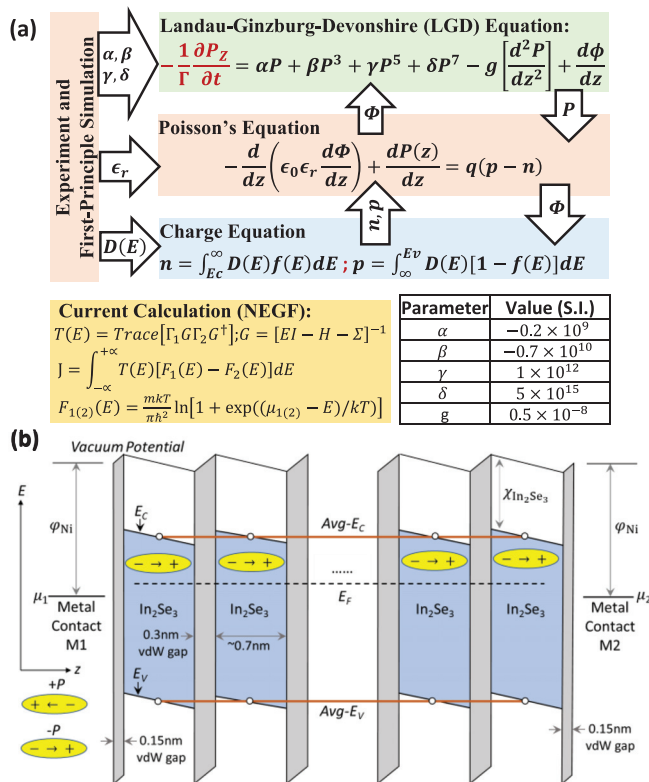 (a)
Experiment and
First-Principle Simulation
α, β
γ, δ
Landau-Ginzburg-Devonshire (LGD) Equation:
−1/Γ ∂P_Z/∂t = αP + βP³ + γP⁵ + δP⁷ − g[d²P/dz²] + dϕ/dz
Φ
P
ϵ_r
Poisson's Equation
−d/dz(ϵ₀ϵ_r dΦ/dz) + dP(z)/dz = q(p − n)
n, p
Φ
D(E)
Charge Equation
n = ∫_{Ec}^{∞} D(E)f(E)dE ; p = ∫_{∞}^{Ev} D(E)[1 − f(E)]dE
Current Calculation (NEGF):
T(E) = Trace[Γ₁GΓ₂G†]; G = [EI − H − Σ]⁻¹
J = ∫_{−∝}^{+∝} T(E)[F₁(E) − F₂(E)]dE
F₁₍₂₎(E) = mkT/πℏ² ln[1 + exp((μ₁₍₂₎ − E)/kT)]
Parameter Value (S.I.)
α −0.2 × 10⁹
β −0.7 × 10¹⁰
γ 1 × 10¹²
δ 5 × 10¹⁵
g 0.5 × 10⁻⁸
(b)
Vacuum Potential
E
φ_Ni
E_C
Avg-E_C
χ_In₂Se₃
φ_Ni
− → +
− → +
− → +
− → +
......
E_F
μ₁
Metal
Contact
M1
In₂Se₃
In₂Se₃
In₂Se₃
In₂Se₃
μ₂
Metal
Contact
M2
0.3nm
vdW gap
~0.7nm
z
E_V
Avg-E_V
+P
+ ← −
-P
− → +
0.15nm
vdW gap
0.15nm
vdW gap